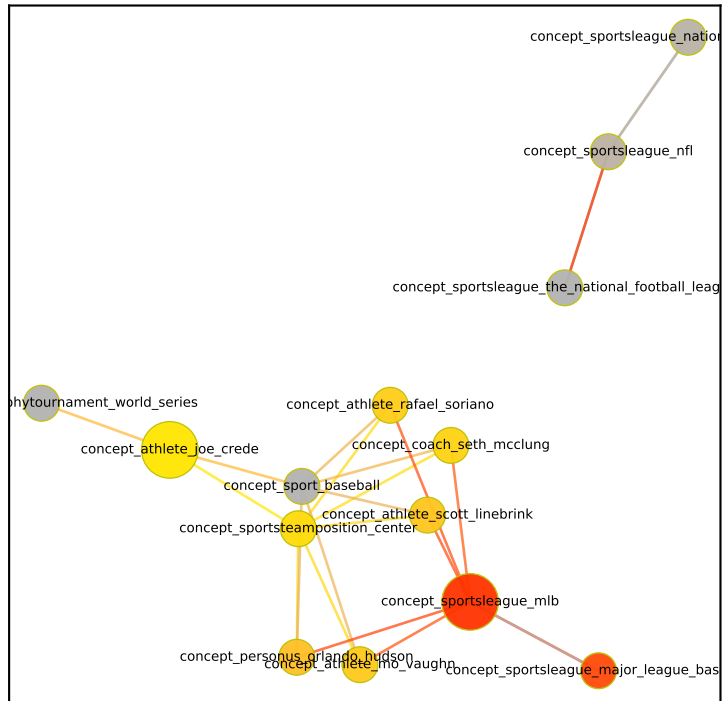 concept_sportsleague_nation
concept_sportsleague_nfl
concept_sportsleague_the_national_football_leag
phytournament_world_series
concept_athlete_rafael_soriano
concept_coach_seth_mcclung
concept_athlete_joe_crede
concept_sport_baseball
concept_athlete_scott_linebrink
concept_sportsteamposition_center
concept_sportsleague_mlb
concept_personus_orlando_hudson
concept_athlete_mo_vaughn
concept_sportsleague_major_league_bas